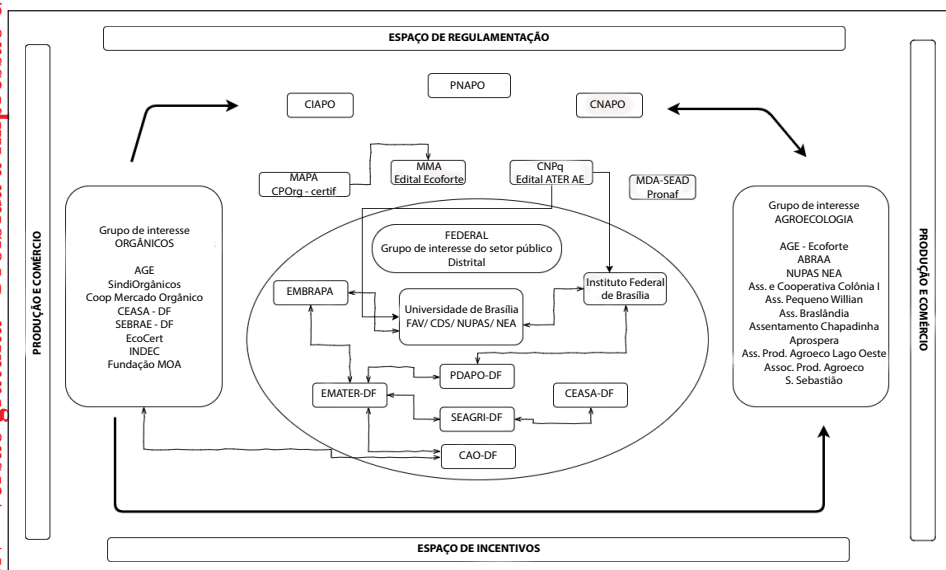 ESPAÇO DE REGULAMENTAÇÃO
PNAPO
CIAPO
CNAPO
MAPA
CPOrg - certif
MMA
Edital Ecoforte
CNPq
Edital ATER AE
MDA-SEAD
Pronaf
PRODUÇÃO E COMÉRCIO
Grupo de interesse
ORGÂNICOS
AGE
SindiOrgânicos
Coop Mercado Orgânico
CEASA - DF
SEBRAE - DF
EcoCert
INDEC
Fundação MOA
FEDERAL
Grupo de interesse do setor público
Distrital
EMBRAPA
Universidade de Brasília
FAV/ CDS/ NUPAS/ NEA
Instituto Federal
de Brasília
PDAPO-DF
EMATER-DF
CEASA-DF
SEAGRI-DF
CAO-DF
Grupo de interesse
AGROECOLOGIA
AGE - Ecoforte
ABRAA
NUPAS NEA
Ass. e Cooperativa Colônia I
Ass. Pequeno Willian
Ass. Braslândia
Assentamento Chapadinha
Aprospera
Ass. Prod. Agroeco Lago Oeste
Assoc. Prod. Agroeco
S. Sebastião
PRODUÇÃO E COMÉRCIO
ESPAÇO DE INCENTIVOS